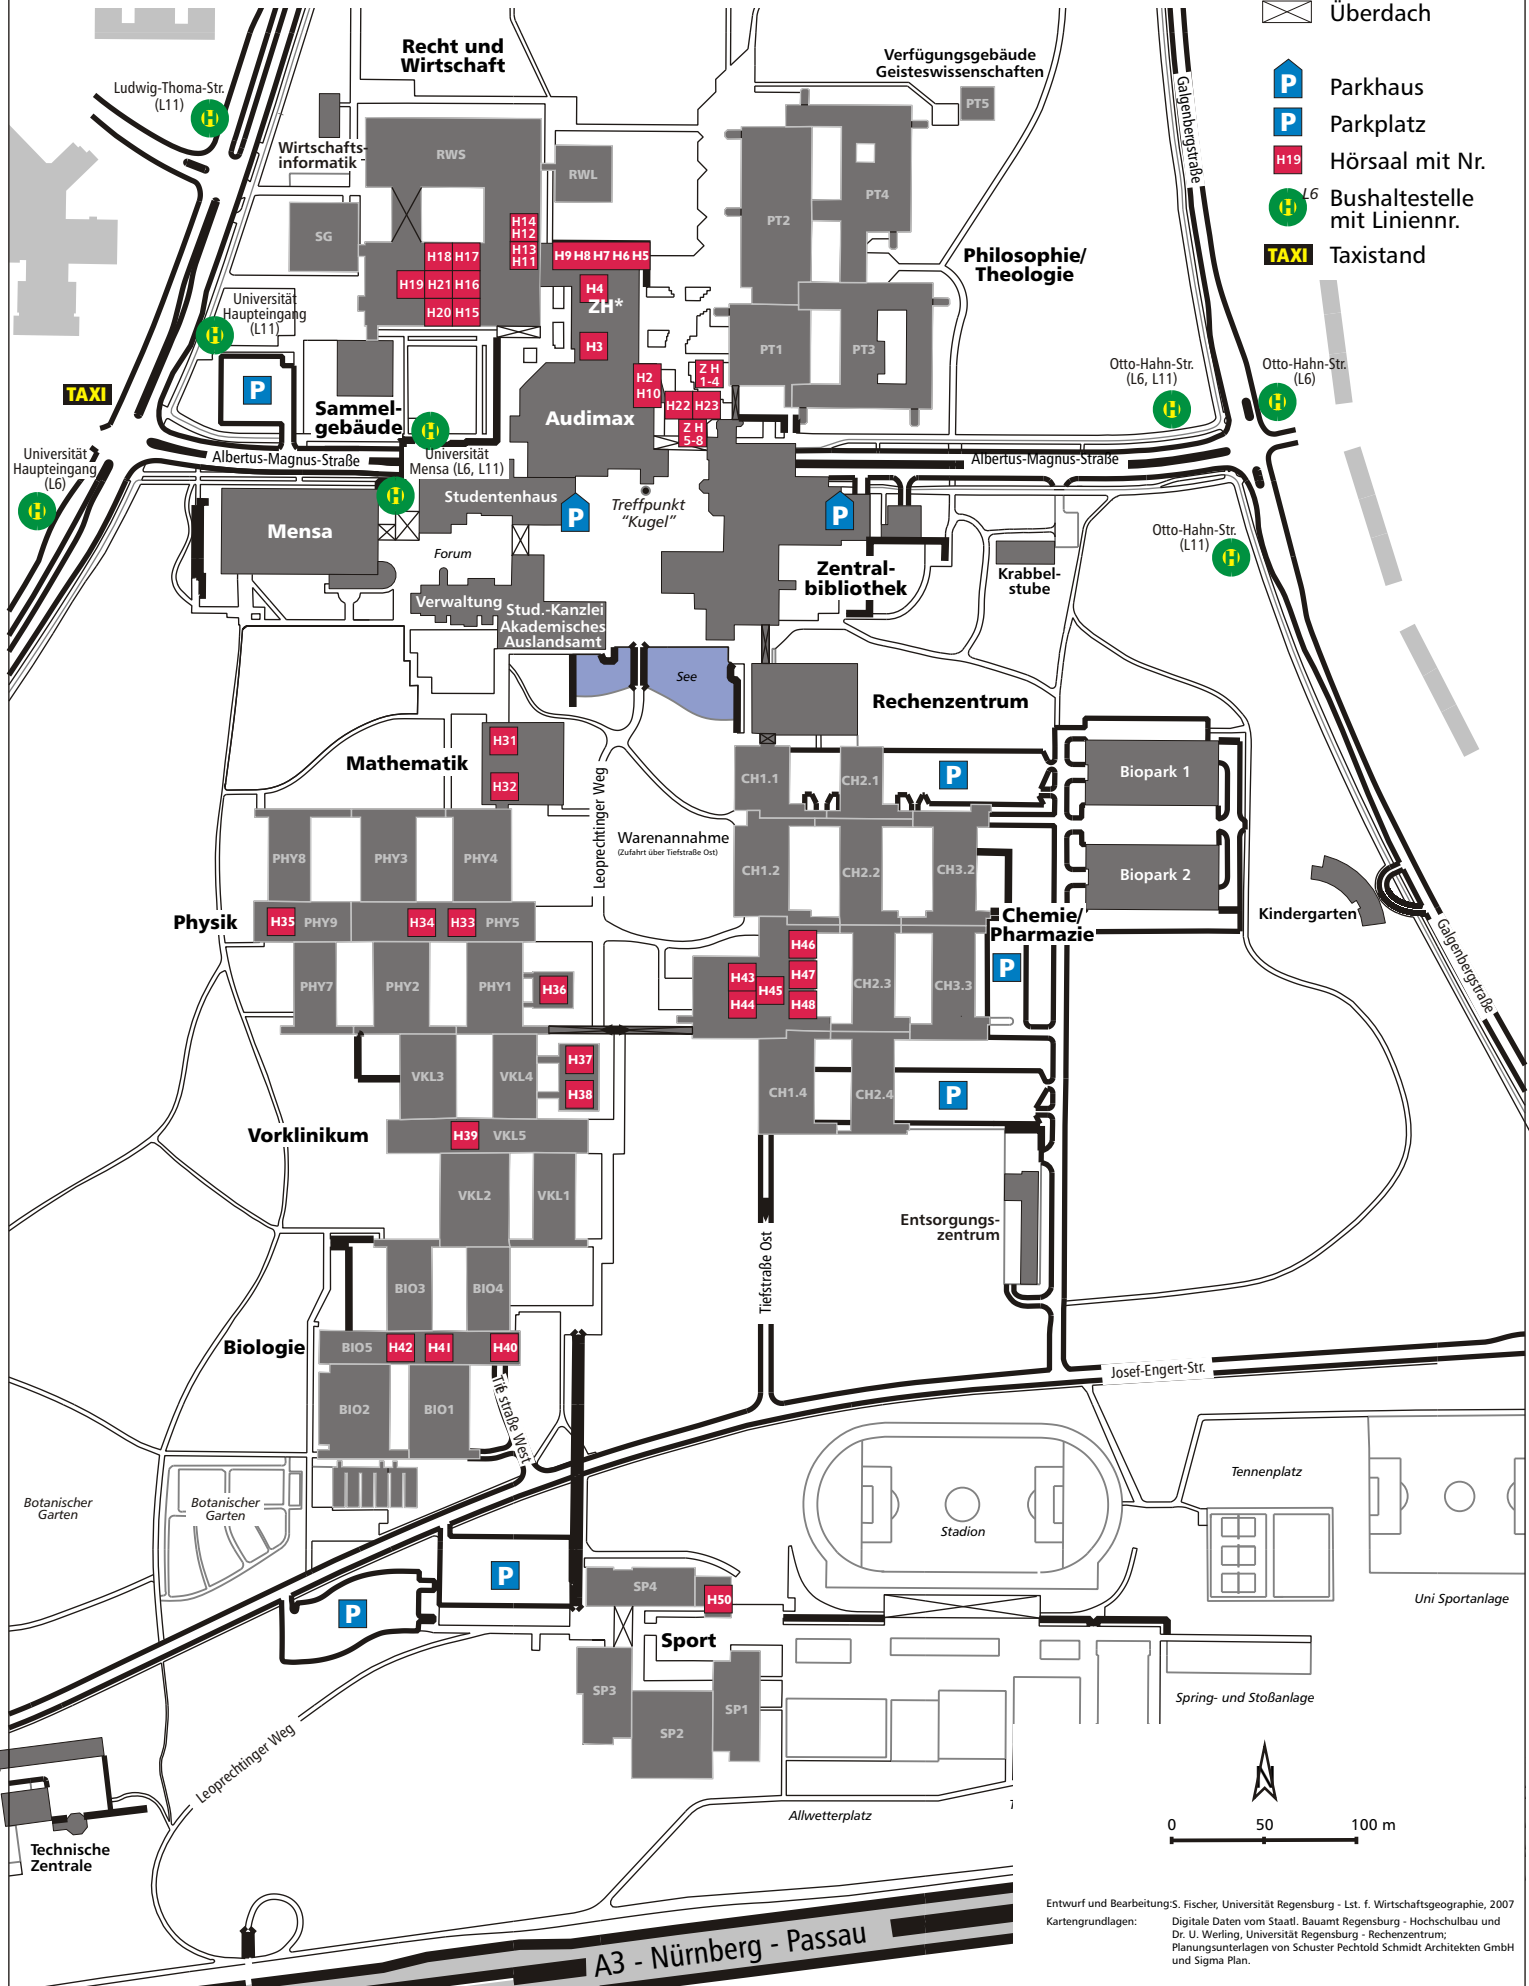 Überdach
Recht und
Wirtschaft
Verfügungsgebäude
Geisteswissenschaften
PT5
Galgenbergstraße
P
Parkhaus
P
Parkplatz
H19
Hörsaal mit Nr.
H
L6
Bushaltestelle
mit Liniennr.
TAXI
Taxistand
Ludwig-Thoma-Str.
(L11)
H
Wirtschafts-
informatik
RWS
RWL
PT2
PT4
SG
H14
H12
H13
H11
H18
H17
H19
H21
H16
H20
H15
H9 H8 H7 H6 H5
H4
ZH*
H3
Philosophie/
Theologie
Universität
Haupteingang
(L11)
H
PT1
PT3
H2
H10
Z H
1-4
H22
H23
Z H
5-8
Otto-Hahn-Str.
(L6, L11)
H
Otto-Hahn-Str.
(L6)
H
TAXI
P
Sammel-
gebäude
H
Audimax
Universität
Haupteingang
(L6)
H
Albertus-Magnus-Straße
Universität
Mensa (L6, L11)
H
Albertus-Magnus-Straße
Studentenhaus
P
Treffpunkt
“Kugel”
P
Mensa
Forum
Otto-Hahn-Str.
(L11)
H
Zentral-
bibliothek
Krabbel-
stube
Verwaltung
Stud.-Kanzlei
Akademisches
Auslandsamt
See
Rechenzentrum
Mathematik
H31
H32
Leoprechtinger Weg
CH1.1
CH2.1
P
Biopark 1
Warenannahme
(Zufahrt über Tiefstraße Ost)
PHY8
PHY3
PHY4
CH1.2
CH2.2
CH3.2
Biopark 2
Physik
H35
PHY9
H34
H33
PHY5
Chemie/
Pharmazie
Kindergarten
Galgenbergstraße
H46
H43
H45
H47
H44
H48
CH2.3
CH3.3
P
PHY7
PHY2
PHY1
H36
VKL3
VKL4
H37
H38
CH1.4
CH2.4
P
Vorklinikum
H39
VKL5
VKL2
VKL1
Entsorgungs-
zentrum
Tiefstraße Ost
BIO3
BIO4
Biologie
BIO5
H42
H41
H40
Josef-Engert-Str.
BIO2
BIO1
Botanischer
Garten
Botanischer
Garten
Stadion
Tennenplatz
P
P
SP4
H50
Uni Sportanlage
Sport
SP3
SP2
SP1
Spring- und Stoßanlage
Leoprechtinger Weg
Allwetterplatz
0
50
100 m
Technische
Zentrale
A3 - Nürnberg - Passau
Entwurf und Bearbeitung:
S. Fischer, Universität Regensburg - Lst. f. Wirtschaftsgeographie, 2007
Kartengrundlagen:
Digitale Daten vom Staatl. Bauamt Regensburg - Hochschulbau und
Dr. U. Werling, Universität Regensburg - Rechenzentrum;
Planungsunterlagen von Schuster Pechtold Schmidt Architekten GmbH
und Sigma Plan.